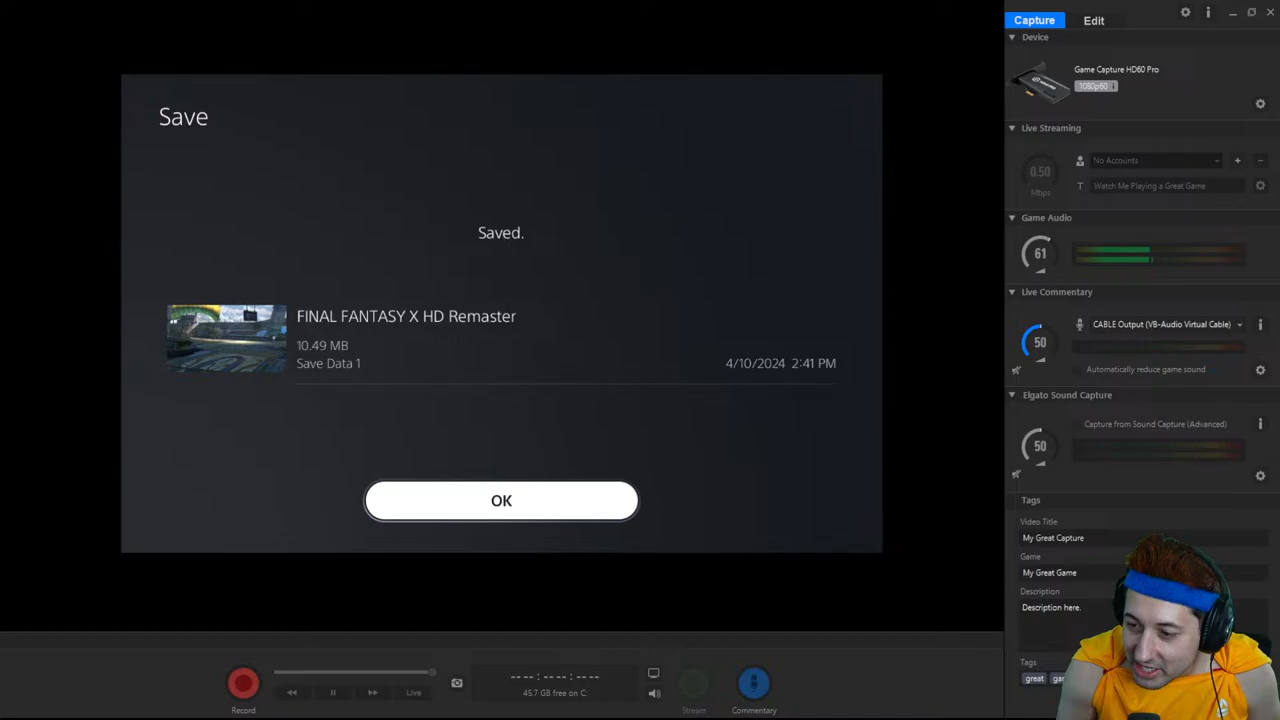 Capture
Edit
Device
Game Capture HD60 Pro
1080p60
Save
Live Streaming
No Accounts
0.50
Mbps
Watch Me Playing a Great Game
Game Audio
Saved.
61
Live Commentary
FINAL FANTASY X HD Remaster
10.49 MB
Save Data 1
4/10/2024 2:41 PM
CABLE Output (VB-Audio Virtual Cable)
50
Automatically reduce game sound
Elgato Sound Capture
Capture from Sound Capture (Advanced)
50
OK
Tags
Video Title
My Great Capture
Game
My Great Game
Description
Description here.
Tags
great
Record
Live
--:--:--
45.7 GB free on C:
Stream
Commentary